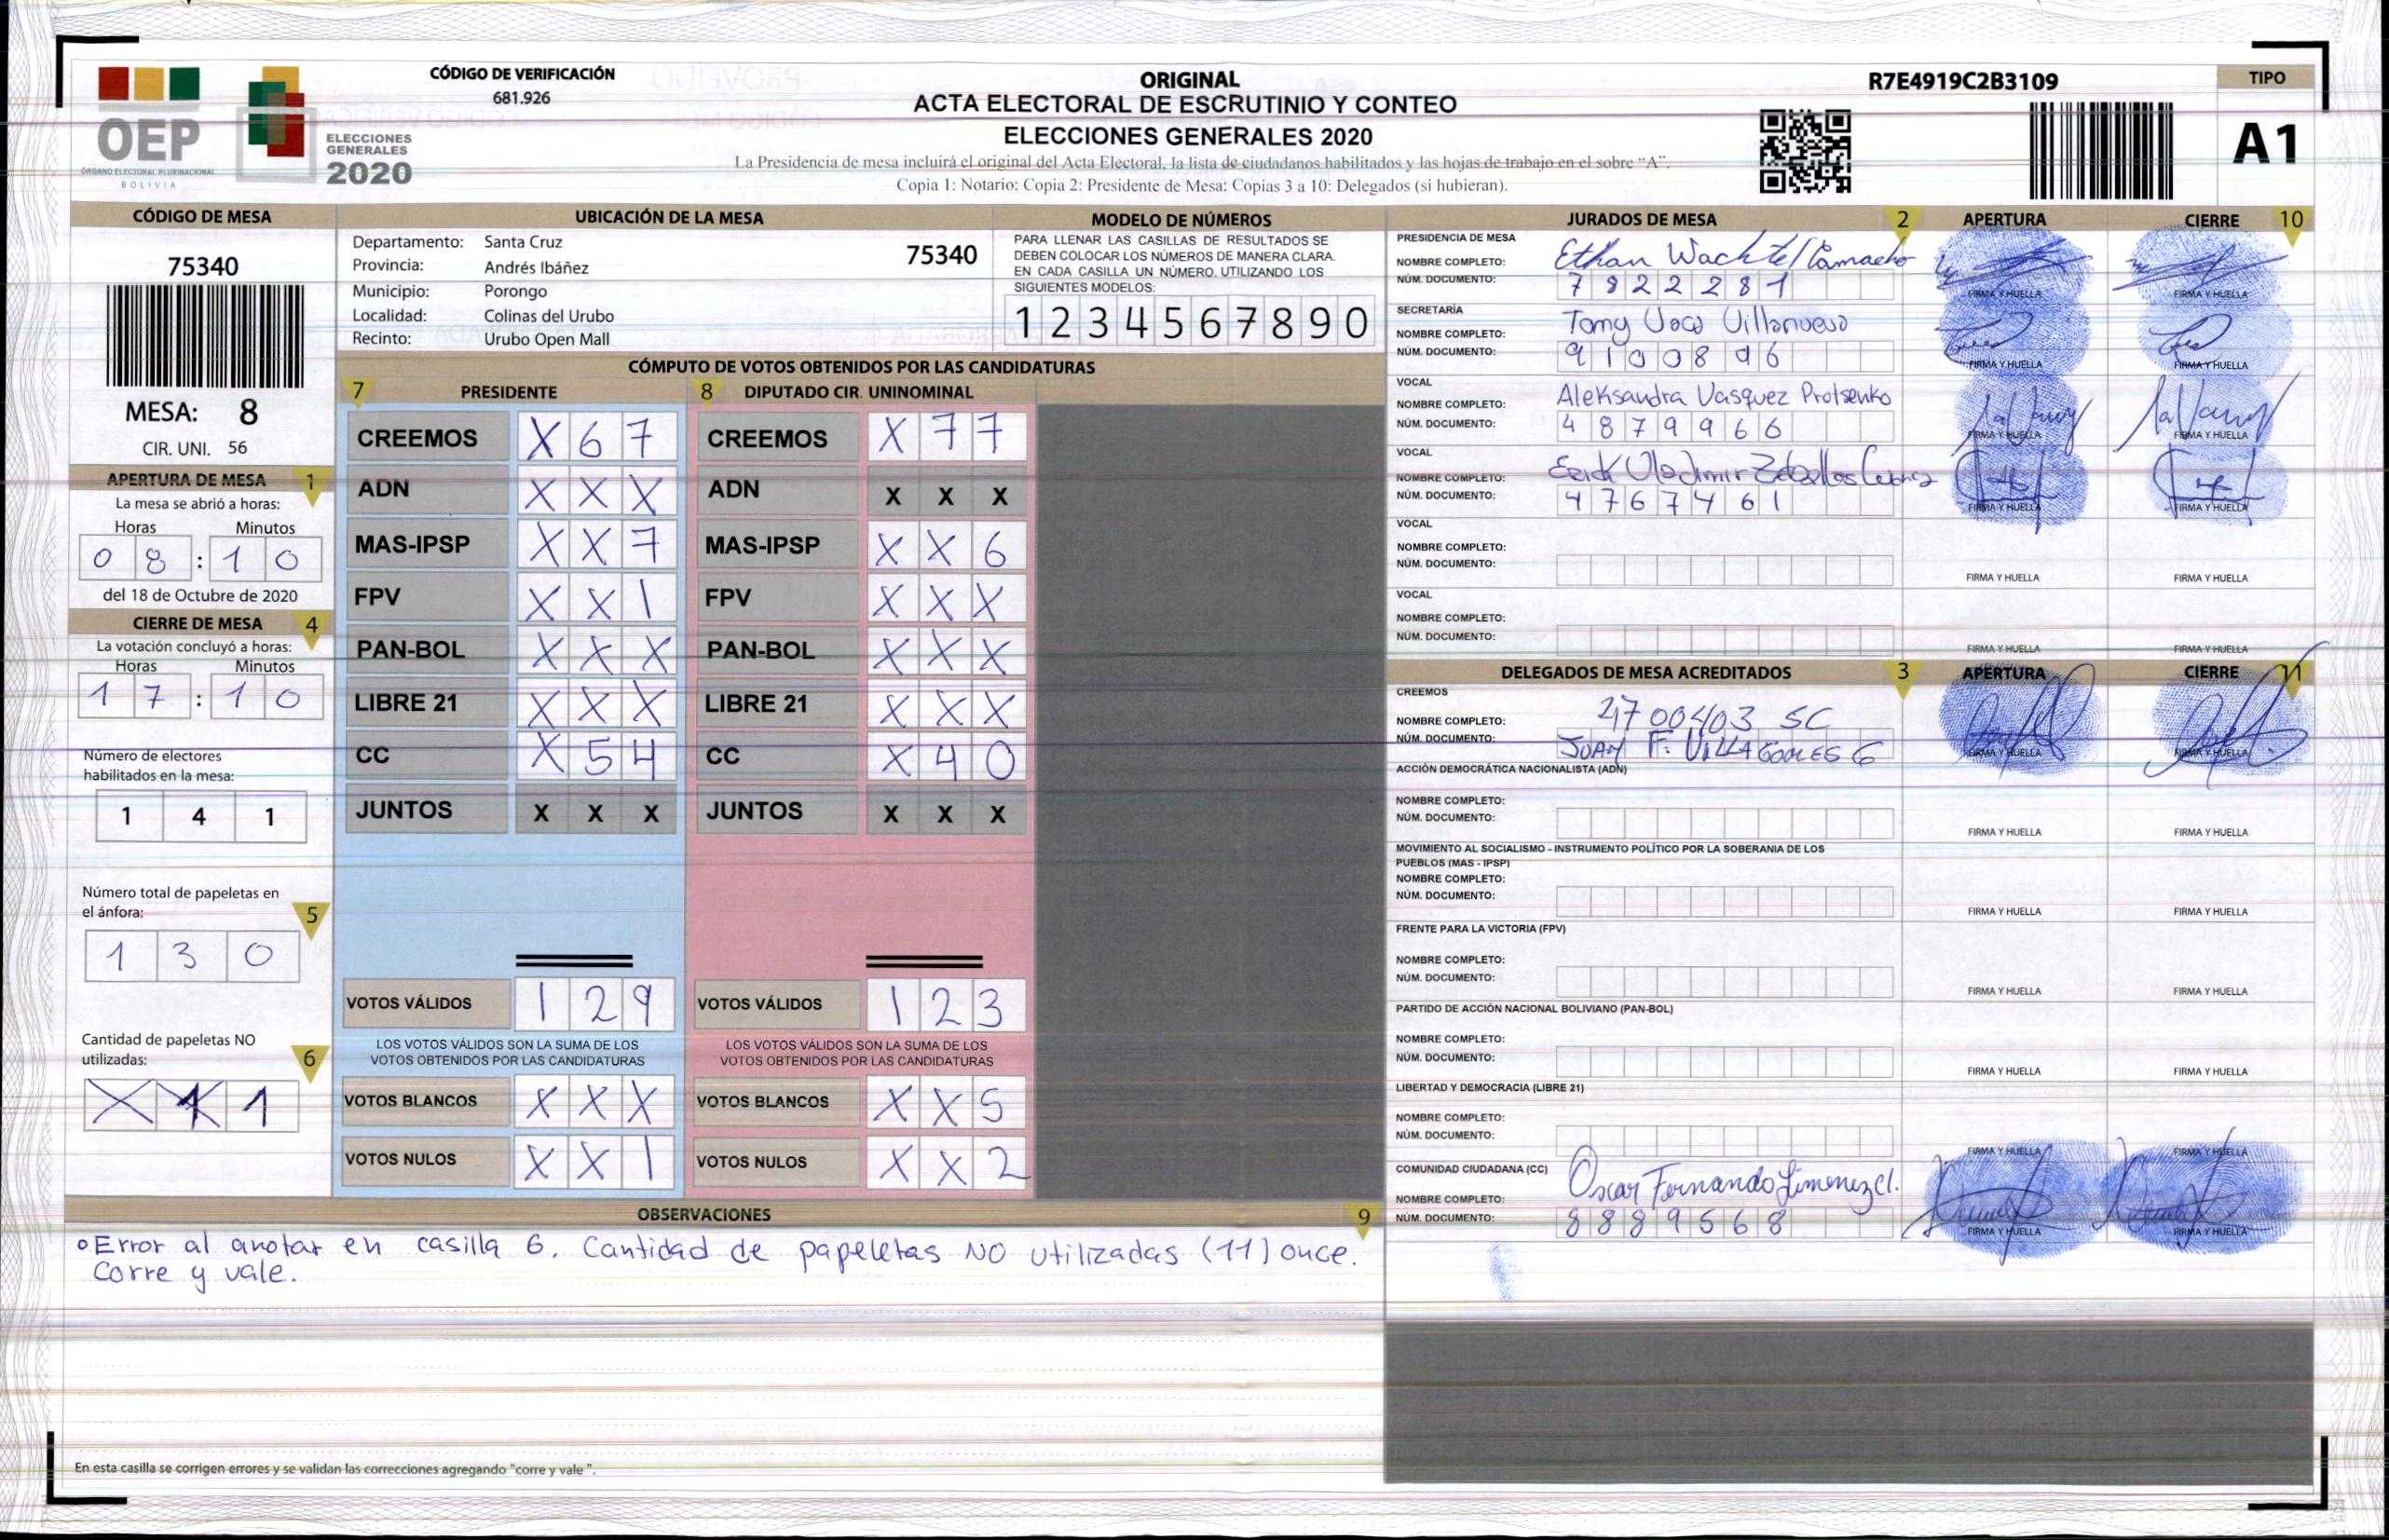 CÓDIGO DE VERIFICACIÓN
681.926
OEP
ÓRGANO ELECTORAL PLURINACIONAL
BOLIVIA
ELECCIONES
GENERALES
2020
ORIGINAL
ACTA ELECTORAL DE ESCRUTINIO Y CONTEO
ELECCIONES GENERALES 2020
La Presidencia de mesa incluirá el original del Acta Electoral, la lista de ciudadanos habilitados y las hojas de trabajo en el sobre "A".
Copia 1: Notario: Copia 2: Presidente de Mesa: Copias 3 a 10: Delegados (si hubieran).
R7E4919C2B3109
TIPO
A1
CÓDIGO DE MESA
75340
MESA: 8
CIR. UNI. 56
APERTURA DE MESA 1
La mesa se abrió a horas:
Horas Minutos
0 8 : 1 0
del 18 de Octubre de 2020
CIERRE DE MESA 4
La votación concluyó a horas:
Horas Minutos
1 7 : 1 0
Número de electores
habilitados en la mesa:
1 4 1
Número total de papeletas en
el ánfora: 5
1 3 0
Cantidad de papeletas NO
utilizadas: 6
X 1 1
UBICACIÓN DE LA MESA
Departamento: Santa Cruz 75340
Provincia: Andrés Ibáñez
Municipio: Porongo
Localidad: Colinas del Urubo
Recinto: Urubo Open Mall
MODELO DE NÚMEROS
PARA LLENAR LAS CASILLAS DE RESULTADOS SE
DEBEN COLOCAR LOS NÚMEROS DE MANERA CLARA.
EN CADA CASILLA UN NÚMERO. UTILIZANDO LOS
SIGUIENTES MODELOS:
1 2 3 4 5 6 7 8 9 0
CÓMPUTO DE VOTOS OBTENIDOS POR LAS CANDIDATURAS
7 PRESIDENTE
CREEMOS X 6 7
ADN X X X
MAS-IPSP X X 7
FPV X X 1
PAN-BOL X X X
LIBRE 21 X X X
CC X 5 4
JUNTOS X X X
VOTOS VÁLIDOS 1 2 9
LOS VOTOS VÁLIDOS SON LA SUMA DE LOS
VOTOS OBTENIDOS POR LAS CANDIDATURAS
VOTOS BLANCOS X X X
VOTOS NULOS X X 1
8 DIPUTADO CIR. UNINOMINAL
CREEMOS X 7 7
ADN X X X
MAS-IPSP X X 6
FPV X X X
PAN-BOL X X X
LIBRE 21 X X X
CC X 4 0
JUNTOS X X X
VOTOS VÁLIDOS 1 2 3
LOS VOTOS VÁLIDOS SON LA SUMA DE LOS
VOTOS OBTENIDOS POR LAS CANDIDATURAS
VOTOS BLANCOS X X 5
VOTOS NULOS X X 2
OBSERVACIONES 9
Error al anotar en casilla 6. Cantidad de papeletas NO utilizadas (11) once.
Corre y vale.
En esta casilla se corrigen errores y se validan las correcciones agregando "corre y vale ".
JURADOS DE MESA 2 APERTURA CIERRE 10
PRESIDENCIA DE MESA
NOMBRE COMPLETO: Ethan Wachtel Camacho
NÚM. DOCUMENTO: 7 8 2 2 2 8 1
FIRMA Y HUELLA FIRMA Y HUELLA
SECRETARÍA
NOMBRE COMPLETO: Tomy Villanueva
NÚM. DOCUMENTO: 9 1 0 0 8 9 6
FIRMA Y HUELLA FIRMA Y HUELLA
VOCAL
NOMBRE COMPLETO: Aleksandra Vasquez Protsenko
NÚM. DOCUMENTO: 4 8 7 9 9 6 6
FIRMA Y HUELLA FIRMA Y HUELLA
VOCAL
NOMBRE COMPLETO: Erick Vladimir Zeballos
NÚM. DOCUMENTO: 4 7 6 7 4 6 1
FIRMA Y HUELLA FIRMA Y HUELLA
VOCAL
NOMBRE COMPLETO:
NÚM. DOCUMENTO:
FIRMA Y HUELLA FIRMA Y HUELLA
VOCAL
NOMBRE COMPLETO:
NÚM. DOCUMENTO:
FIRMA Y HUELLA FIRMA Y HUELLA
DELEGADOS DE MESA ACREDITADOS 3 APERTURA CIERRE 11
CREEMOS
NOMBRE COMPLETO: 4700403 SC
NÚM. DOCUMENTO: JUAN F. VILLAGOMES G
FIRMA Y HUELLA FIRMA Y HUELLA
ACCIÓN DEMOCRÁTICA NACIONALISTA (ADN)
NOMBRE COMPLETO:
NÚM. DOCUMENTO:
FIRMA Y HUELLA FIRMA Y HUELLA
MOVIMIENTO AL SOCIALISMO - INSTRUMENTO POLÍTICO POR LA SOBERANIA DE LOS
PUEBLOS (MAS - IPSP)
NOMBRE COMPLETO:
NÚM. DOCUMENTO:
FIRMA Y HUELLA FIRMA Y HUELLA
FRENTE PARA LA VICTORIA (FPV)
NOMBRE COMPLETO:
NÚM. DOCUMENTO:
FIRMA Y HUELLA FIRMA Y HUELLA
PARTIDO DE ACCIÓN NACIONAL BOLIVIANO (PAN-BOL)
NOMBRE COMPLETO:
NÚM. DOCUMENTO:
FIRMA Y HUELLA FIRMA Y HUELLA
LIBERTAD Y DEMOCRACIA (LIBRE 21)
NOMBRE COMPLETO:
NÚM. DOCUMENTO:
FIRMA Y HUELLA FIRMA Y HUELLA
COMUNIDAD CIUDADANA (CC)
NOMBRE COMPLETO: Oscar Fernando Jimenez cl.
NÚM. DOCUMENTO: 8 8 8 9 5 6 8
FIRMA Y HUELLA FIRMA Y HUELLA